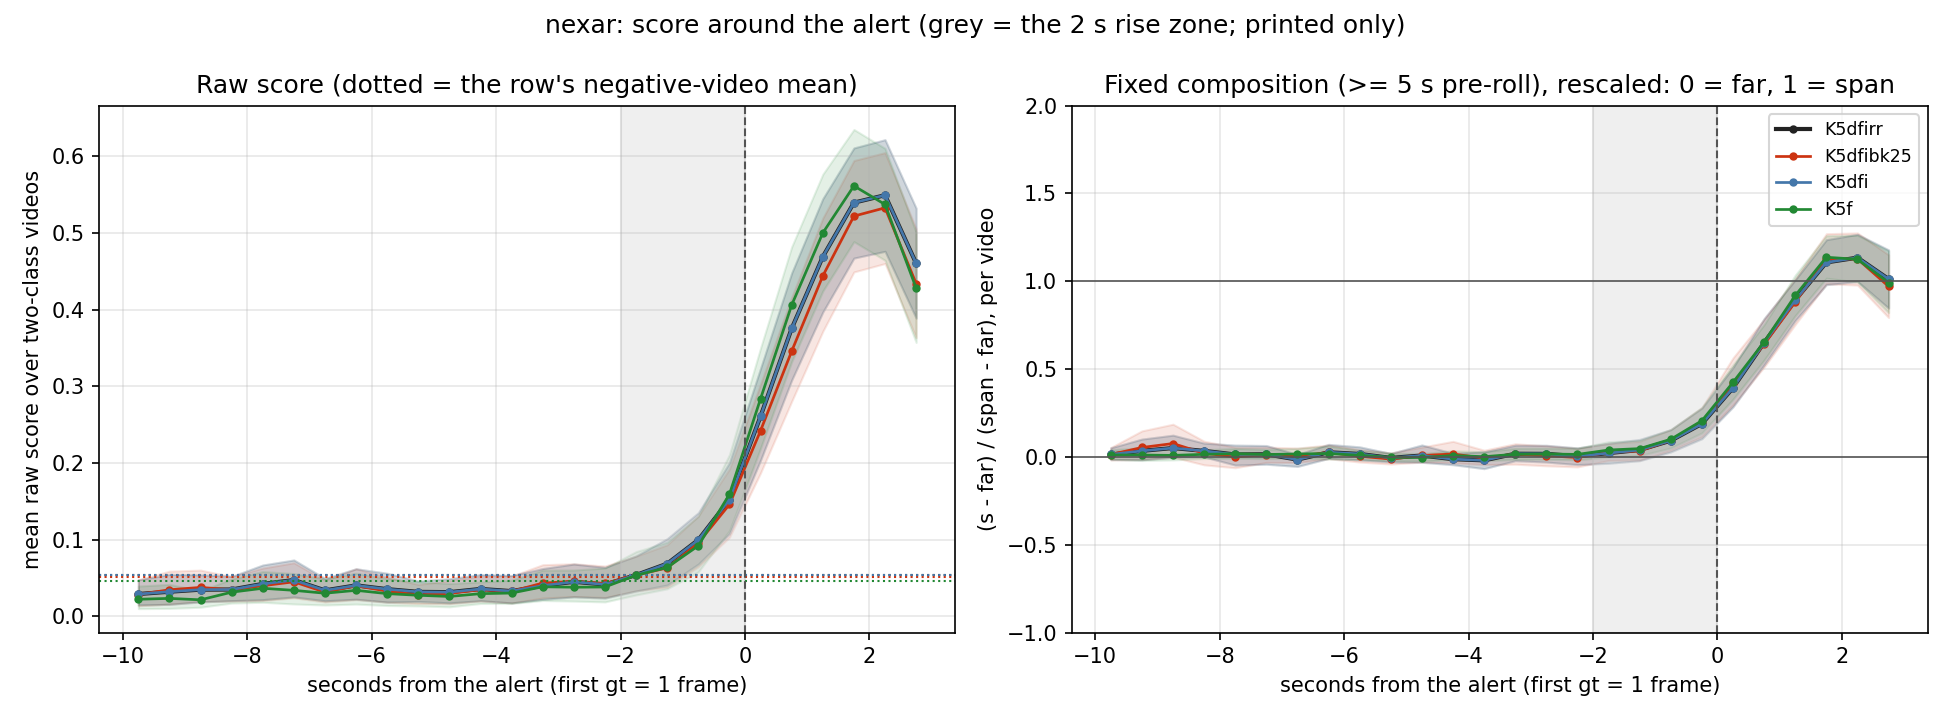 nexar: score around the alert (grey = the 2 s rise zone; printed only)
Raw score (dotted = the row's negative-video mean)
mean raw score over two-class videos
0.6
0.5
0.4
0.3
0.2
0.1
0.0
−10
−8
−6
−4
−2
0
2
seconds from the alert (first gt = 1 frame)
Fixed composition (>= 5 s pre-roll), rescaled: 0 = far, 1 = span
(s - far) / (span - far), per video
2.0
1.5
1.0
0.5
0.0
−0.5
−1.0
K5dfirr
K5dfibk25
K5dfi
K5f
−10
−8
−6
−4
−2
0
2
seconds from the alert (first gt = 1 frame)